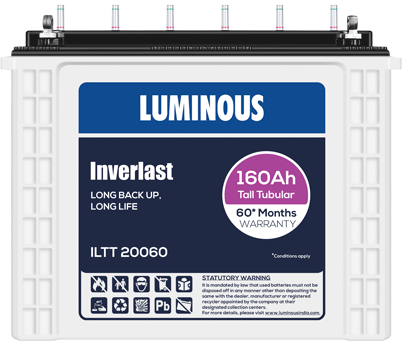 LUMINOUS
Inverlast
LONG BACK UP,
LONG LIFE
160Ah
Tall Tubular
60* Months
WARRANTY
ILTT 20060
*Conditions apply
STATUTORY WARNING
It is mandated by law that used batteries must not be
disposed off in any manner other than depositing the
same with the dealer, manufacturer or registered
recycler appointed by the company at their
designated collection centers.
For more details, please visit www.luminousindia.com.
Pb